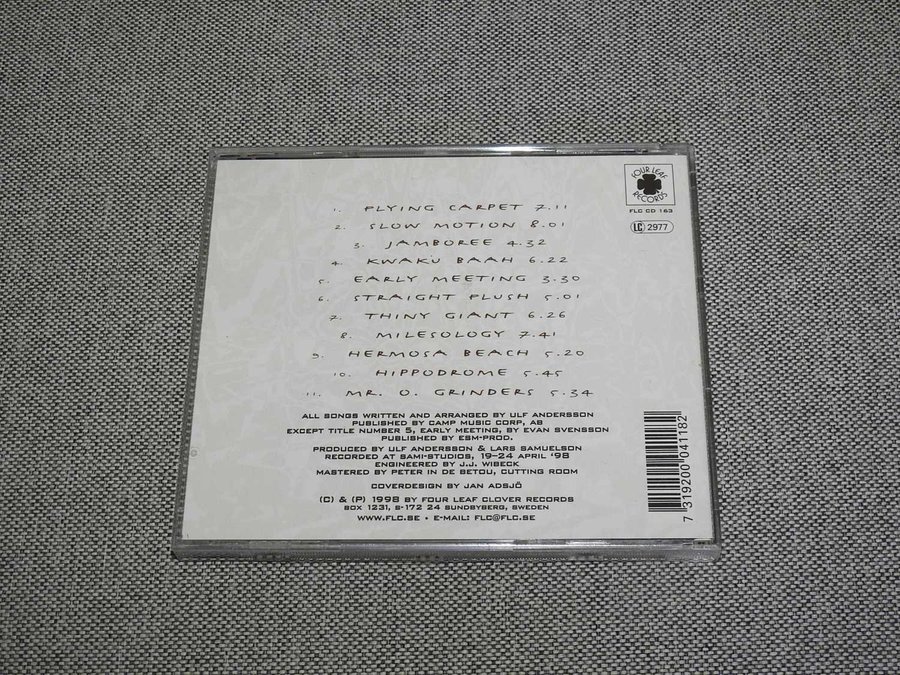 FOUR LEAF
RECORDS
FLC CD 163
LC 2977
1. FLYING CARPET 7.11
2. SLOW MOTION 8.01
3. JAMBOREE 4.32
4. KWAKU BAAH 6.22
5. EARLY MEETING 3.30
6. STRAIGHT FLUSH 5.01
7. THINY GIANT 6.26
8. MILESOLOGY 7.41
9. HERMOSA BEACH 5.20
10. HIPPODROME 5.45
11. MR. O. GRINDERS 5.34
ALL SONGS WRITTEN AND ARRANGED BY ULF ANDERSSON
PUBLISHED BY CAMP MUSIC CORP, AB
EXCEPT TITLE NUMBER 5, EARLY MEETING, BY EVAN SVENSSON
PUBLISHED BY ESM-PROD.
PRODUCED BY ULF ANDERSSON & LARS SAMUELSON
RECORDED AT SAMI-STUDIOS, 19-24 APRIL '98
ENGINEERED BY J.J. WIBECK
MASTERED BY PETER IN DE BETOU, CUTTING ROOM
COVERDESIGN BY JAN ADSJÖ
(C) & (P) 1998 BY FOUR LEAF CLOVER RECORDS
BOX 1231, S-172 24 SUNDBYBERG, SWEDEN
WWW.FLC.SE • E-MAIL: FLC@FLC.SE
7 319200 041182